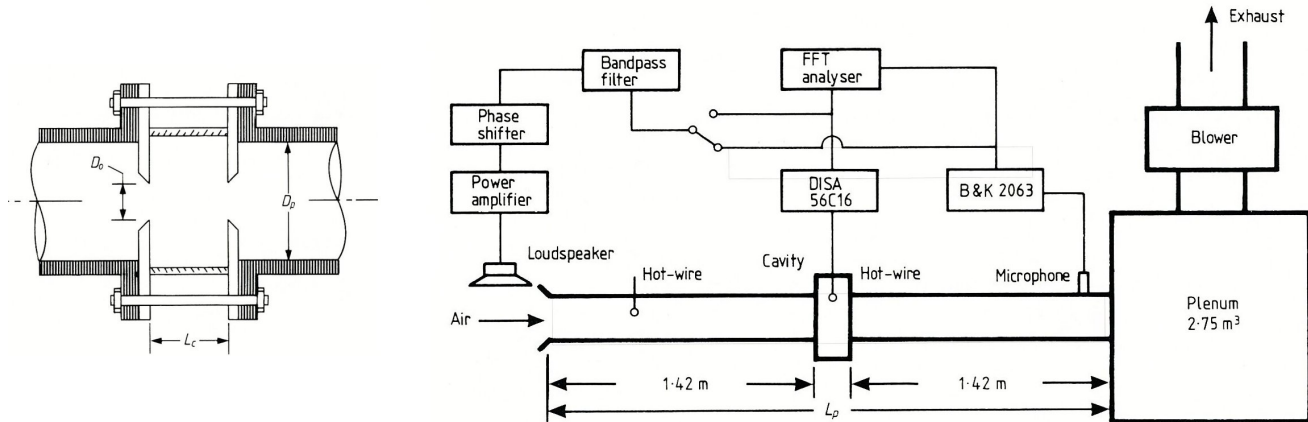 D₀
Dₚ
L꜀
Exhaust
Bandpass
filter
FFT
analyser
Phase
shifter
Blower
Power
amplifier
DISA
56C16
B&K 2063
Loudspeaker
Hot-wire
Cavity
Hot-wire
Microphone
Air
Plenum
2·75 m³
1·42 m
1·42 m
Lₚ